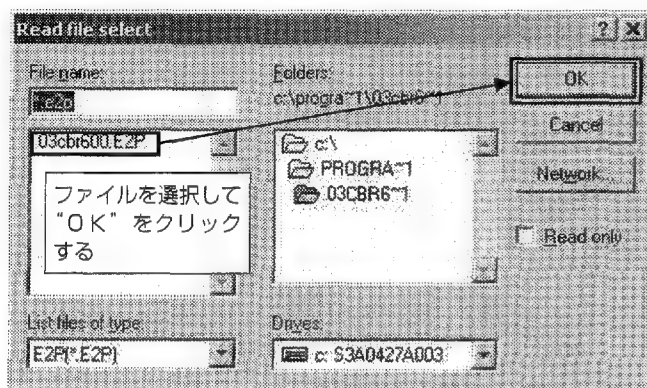 Read file select
File name:
*.e2p
03cbr600.E2P
ファイルを選択して
“OK”をクリック
する
List files of type:
E2P(*.E2P)
Folders:
c:\progra~1\03cbr6~1
c:\
PROGRA~1
03CBR6~1
Drives:
c: S3A0427A003
OK
Cancel
Network...
Read only